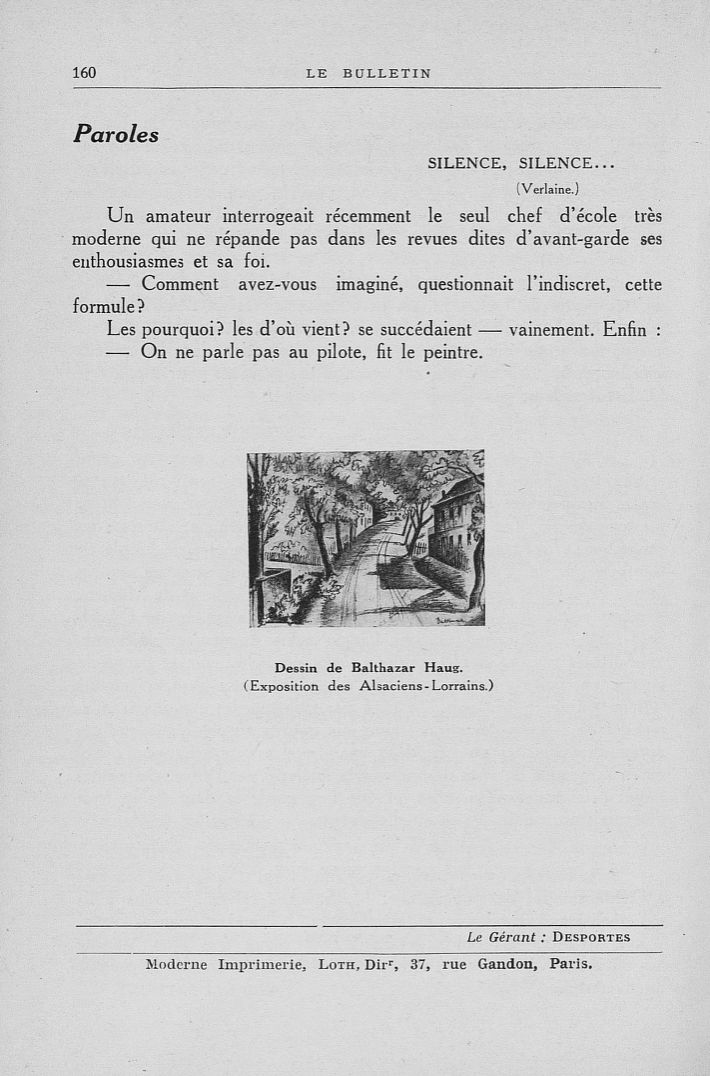 160
LE BULLETIN
Paroles
SILENCE, SILENCE...
(Verlaine.)
Un amateur interrogeait récemment le seul chef d'école très
moderne qui ne répande pas dans les revues dites d'avant-garde ses
enthousiasmes et sa foi.
— Comment avez-vous imaginé, questionnait l'indiscret, cette
formule?
Les pourquoi? les d'où vient? se succédaient — vainement. Enfin :
— On ne parle pas au pilote, fit le peintre.
Dessin de Balthazar Haug.
(Exposition des Alsaciens-Lorrains.)
Le Gérant : DESPORTES
Moderne Imprimerie, LOTH, Dirʳ, 37, rue Gandon, Paris.